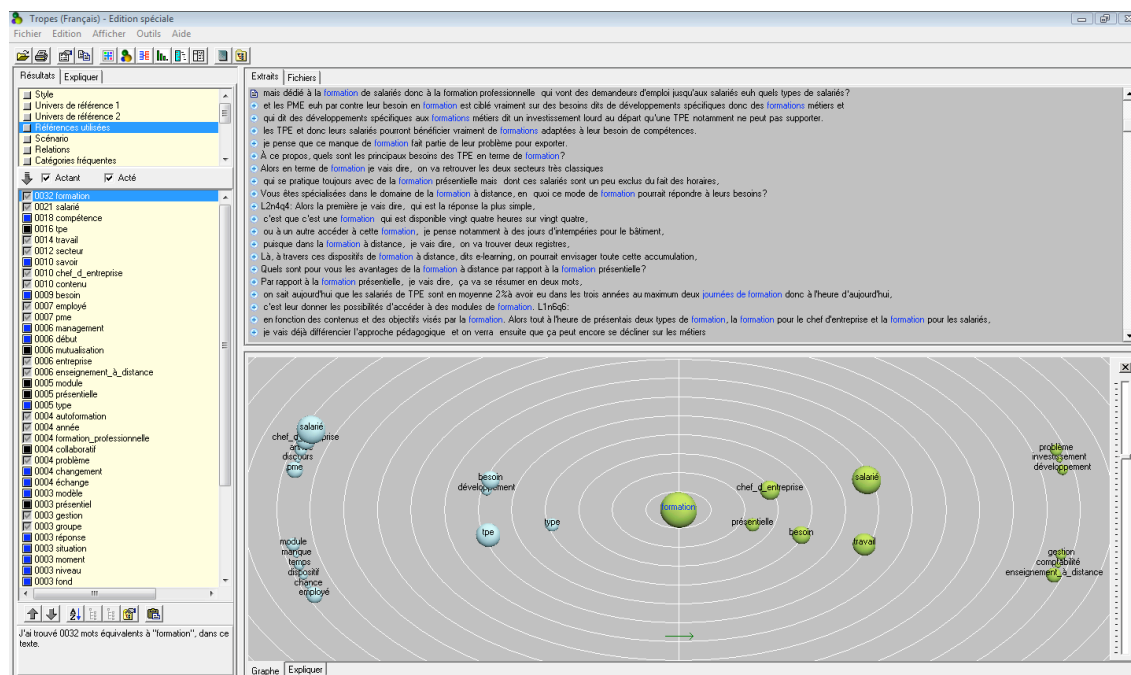 Tropes (Français) - Edition spéciale
Fichier Edition Afficher Outils Aide
Résultats Expliquer
Style
Univers de référence 1
Univers de référence 2
Références utilisées
Scénario
Relations
Catégories fréquentes
Actant Acté
0032 formation
0021 salarié
0018 compétence
0016 tpe
0014 travail
0012 secteur
0010 savoir
0010 chef_d_entreprise
0010 contenu
0009 besoin
0007 employé
0007 pme
0006 management
0006 début
0006 mutualisation
0006 entreprise
0006 enseignement_à_distance
0005 module
0005 présentielle
0005 type
0004 autoformation
0004 année
0004 formation_professionnelle
0004 collaboratif
0004 problème
0004 changement
0004 échange
0003 modèle
0003 présentiel
0003 gestion
0003 groupe
0003 réponse
0003 situation
0003 moment
0003 niveau
0003 fond
J'ai trouvé 0032 mots équivalents à "formation", dans ce
texte.
Extraits Fichiers
mais dédié à la formation de salariés donc à la formation professionelle qui vont des demandeurs d'emploi jusqu'aux salariés euh quels types de salariés?
et les PME euh par contre leur besoin en formation est ciblé vraiment sur des besoins dits de développements spécifiques donc des formations métiers et
qui dit des développements spécifiques aux formations métiers dit un investissement lourd au départ qu'une TPE notamment ne peut pas supporter.
les TPE et donc leurs salariés pourront bénéficier vraiment de formations adaptées à leur besoin de compétences.
je pense que ce manque de formation fait partie de leur problème pour exporter.
À ce propos, quels sont les principaux besoins des TPE en terme de formation?
Alors en terme de formation je vais dire, on va retrouver les deux secteurs très classiques
qui se pratique toujours avec de la formation présentielle mais dont ces salariés sont un peu exclus du fait des horaires,
Vous êtes spécialisées dans le domaine de la formation à distance, en quoi ce mode de formation pourrait répondre à leurs besoins?
L2n4q4: Alors la première je vais dire, qui est la réponse la plus simple,
c'est que c'est une formation qui est disponible vingt quatre heures sur vingt quatre,
ou à un autre accéder à cette formation, je pense notamment à des jours d'intempéries pour le bâtiment,
puisque dans la formation à distance, je vais dire, on va trouver deux registres,
Là, à travers ces dispositifs de formation à distance, dits e-learning, on pourrait envisager toute cette accumulation,
Quels sont pour vous les avantages de la formation à distance par rapport à la formation présentielle?
Par rapport à la formation présentielle, je vais dire, ça va se résumer en deux mots,
on sait aujourd'hui que les salariés de TPE sont en moyenne 2%à avoir eu dans les trois années au maximum deux journées de formation donc à l'heure d'aujourd'hui,
c'est leur donner les possibilités d'accéder à des modules de formation. L1n6q6:
en fonction des contenus et des objectifs visés par la formation. Alors tout à l'heure de présentais deux types de formation, la formation pour le chef d'entreprise et la formation pour les salariés,
je vais déjà différencier l'approche pédagogique et on verra ensuite que ça peut encore se décliner sur les métiers
salarié
discours
pme
module
manque
temps
dispositif
chance
employé
besoin
développement
tpe
type
formation
chef_d_entreprise
présentielle
besoin
salarié
travail
problème
investissement
développement
gestion
comptabilité
enseignement_à_distance
Graphe Expliquer